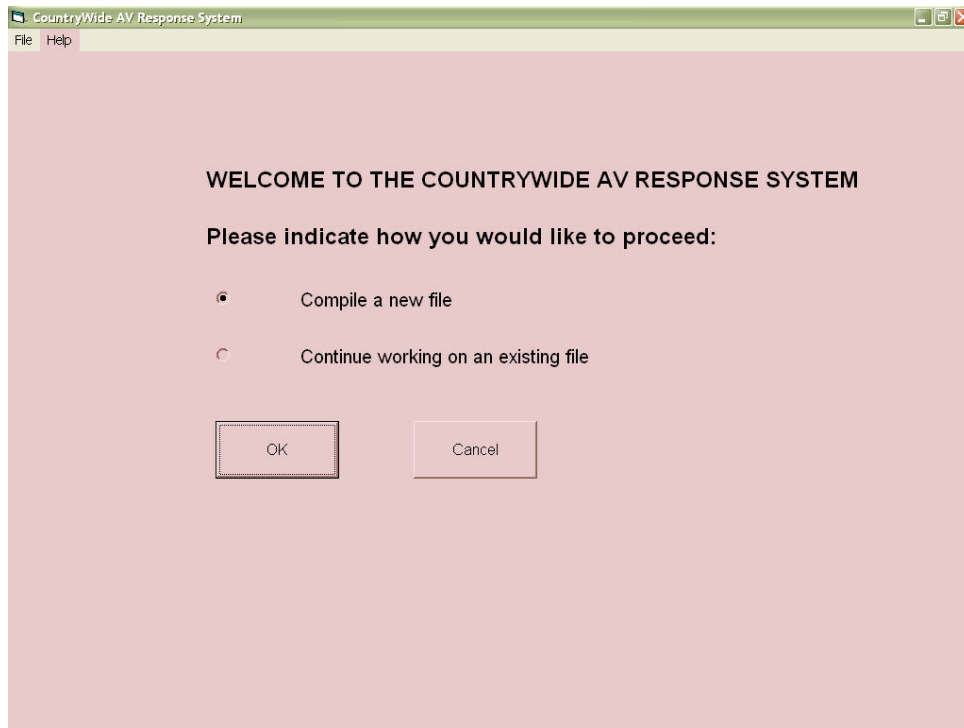 CountryWide AV Response System
File Help
WELCOME TO THE COUNTRYWIDE AV RESPONSE SYSTEM
Please indicate how you would like to proceed:
Compile a new file
Continue working on an existing file
OK Cancel